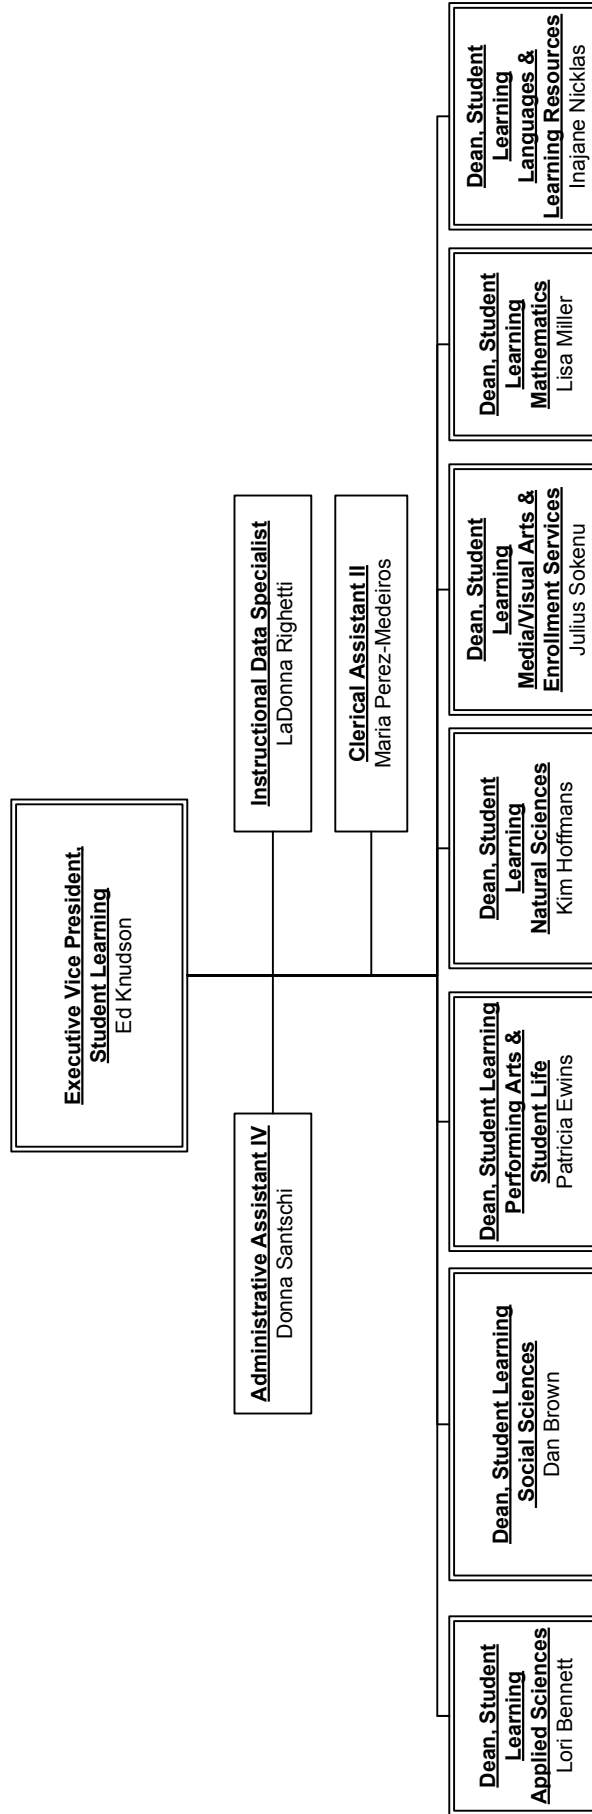 Executive Vice President,
Student Learning
Ed Knudson
Administrative Assistant IV
Donna Santschi
Instructional Data Specialist
LaDonna Righetti
Clerical Assistant II
Maria Perez-Medeiros
Dean, Student
Learning
Applied Sciences
Lori Bennett
Dean, Student Learning
Social Sciences
Dan Brown
Dean, Student Learning
Performing Arts &
Student Life
Patricia Ewins
Dean, Student
Learning
Natural Sciences
Kim Hoffmans
Dean, Student
Learning
Media/Visual Arts &
Enrollment Services
Julius Sokenu
Dean, Student
Learning
Mathematics
Lisa Miller
Dean, Student
Learning
Languages &
Learning Resources
Inajane Nicklas